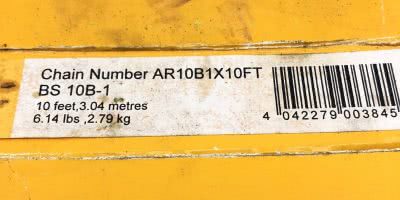 Chain Number AR10B1X10FT
BS 10B-1
10 feet,3.04 metres
6.14 lbs ,2.79 kg
4 042279 003845